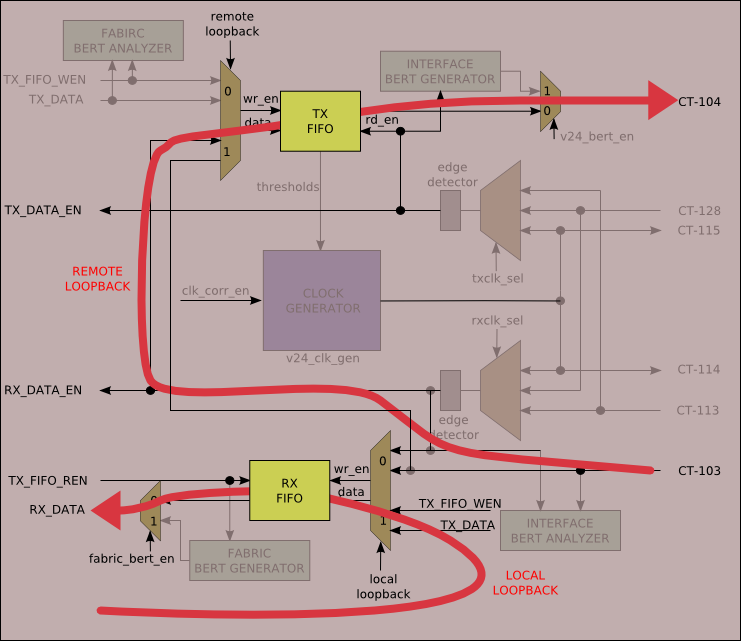 remote
loopback
FABIRC
BERT ANALYZER
INTERFACE
BERT GENERATOR
TX_FIFO_WEN
TX_DATA
0
1
wr_en
data
TX
FIFO
rd_en
1
0
CT-104
v24_bert_en
thresholds
edge
detector
TX_DATA_EN
CT-128
CT-115
REMOTE
LOOPBACK
clk_corr_en
CLOCK
GENERATOR
v24_clk_gen
txclk_sel
rxclk_sel
CT-114
RX_DATA_EN
CT-113
edge
detector
TX_FIFO_REN
RX_DATA
0
1
RX
FIFO
wr_en
data
0
1
CT-103
TX_FIFO_WEN
TX_DATA
INTERFACE
BERT ANALYZER
fabric_bert_en
FABRIC
BERT GENERATOR
local
loopback
LOCAL
LOOPBACK